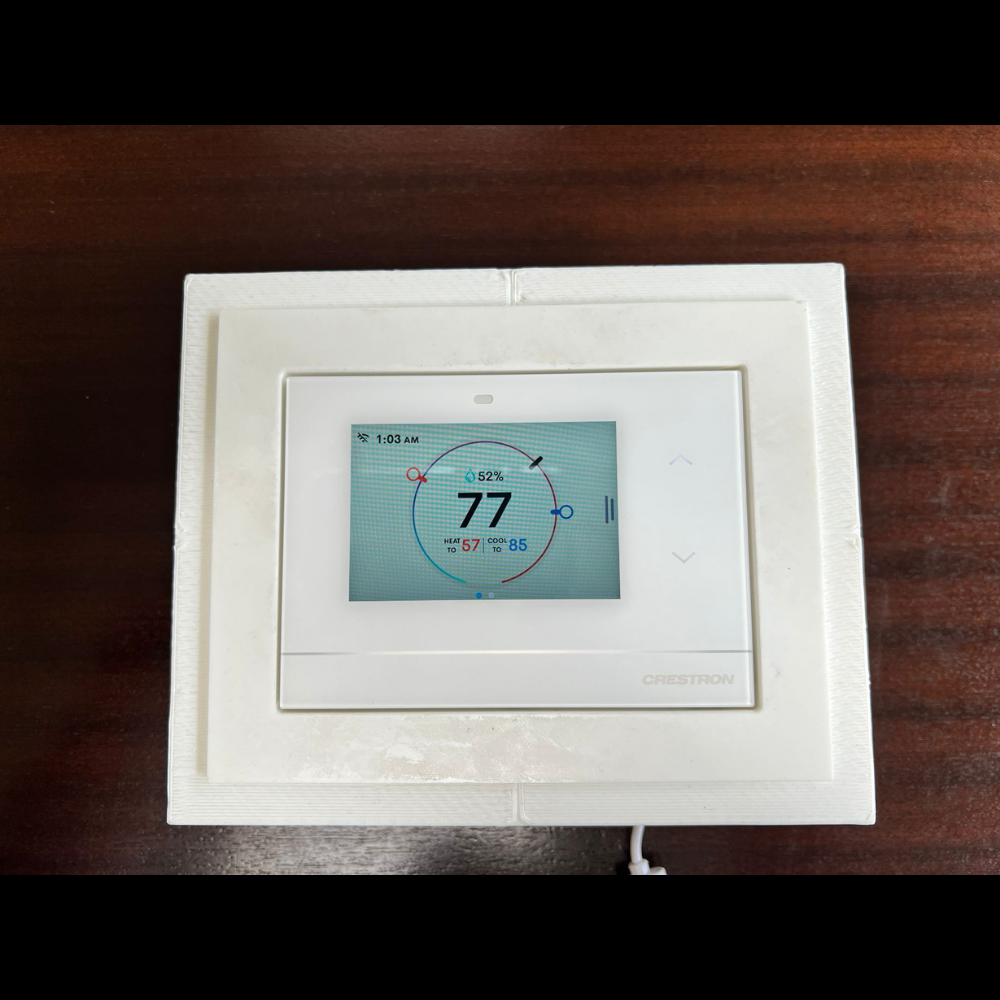 1:03 AM
52%
77
HEAT TO 57 COOL TO 85
CRESTRON